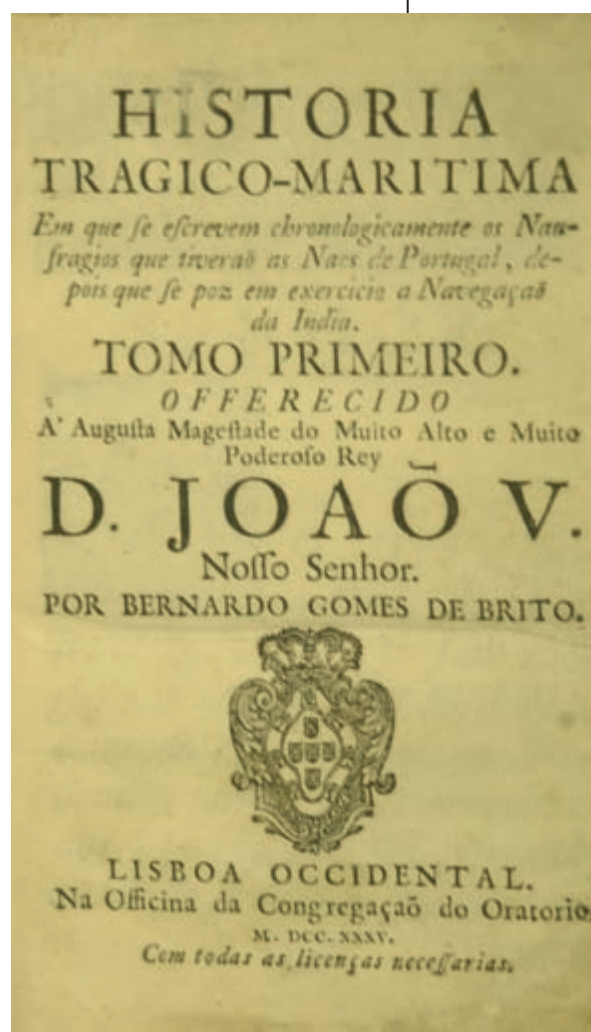 HISTORIA
TRAGICO-MARITIMA
Em que ſe eſcrevem chronologicamente os Nau-
fragios que tiveraõ as Naos de Portugal, de-
pois que ſe poz em exercicio a Navegaçaõ
da India.
TOMO PRIMEIRO.
OFFERECIDO
A' Auguſta Mageſtade do Muito Alto e Muito
Poderoſo Rey
D. JOAÕ V.
Noſſo Senhor.
POR BERNARDO GOMES DE BRITO.
LISBOA OCCIDENTAL.
Na Officina da Congregaçaõ do Oratorio
M. DCC. XXXV.
Com todas as licenças neceſſarias.